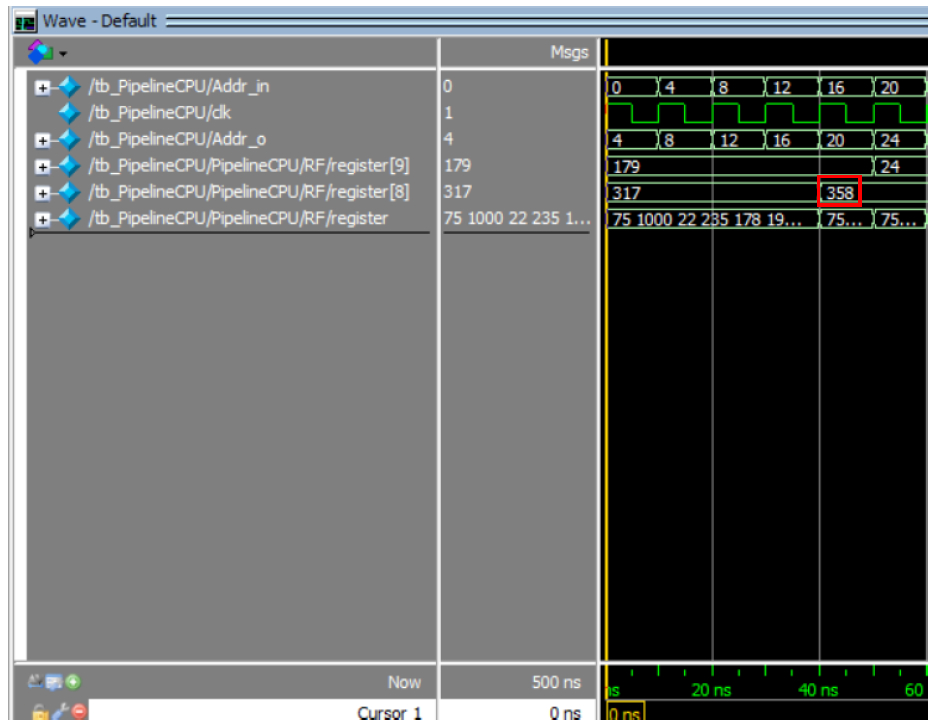 Wave - Default
Msgs
/tb_PipelineCPU/Addr_in 0 0 4 8 12 16 20
/tb_PipelineCPU/clk 1
/tb_PipelineCPU/Addr_o 4 4 8 12 16 20 24
/tb_PipelineCPU/PipelineCPU/RF/register[9] 179 179 24
/tb_PipelineCPU/PipelineCPU/RF/register[8] 317 317 358
/tb_PipelineCPU/PipelineCPU/RF/register 75 1000 22 235 1... 75 1000 22 235 178 19... 75... 75...
Now 500 ns ns 20 ns 40 ns 60
Cursor 1 0 ns 0 ns